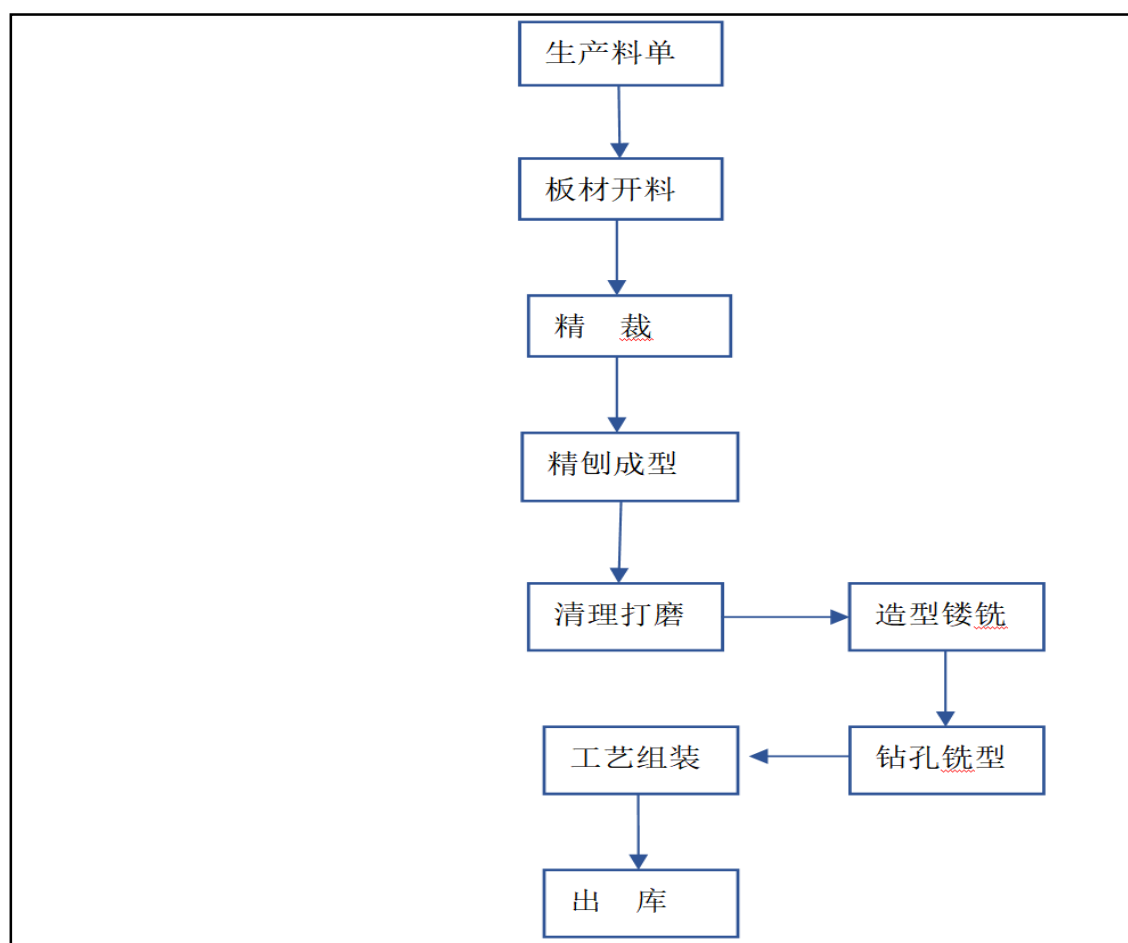 生产料单
板材开料
精 裁
精刨成型
清理打磨
造型镂铣
钻孔铣型
工艺组装
出 库